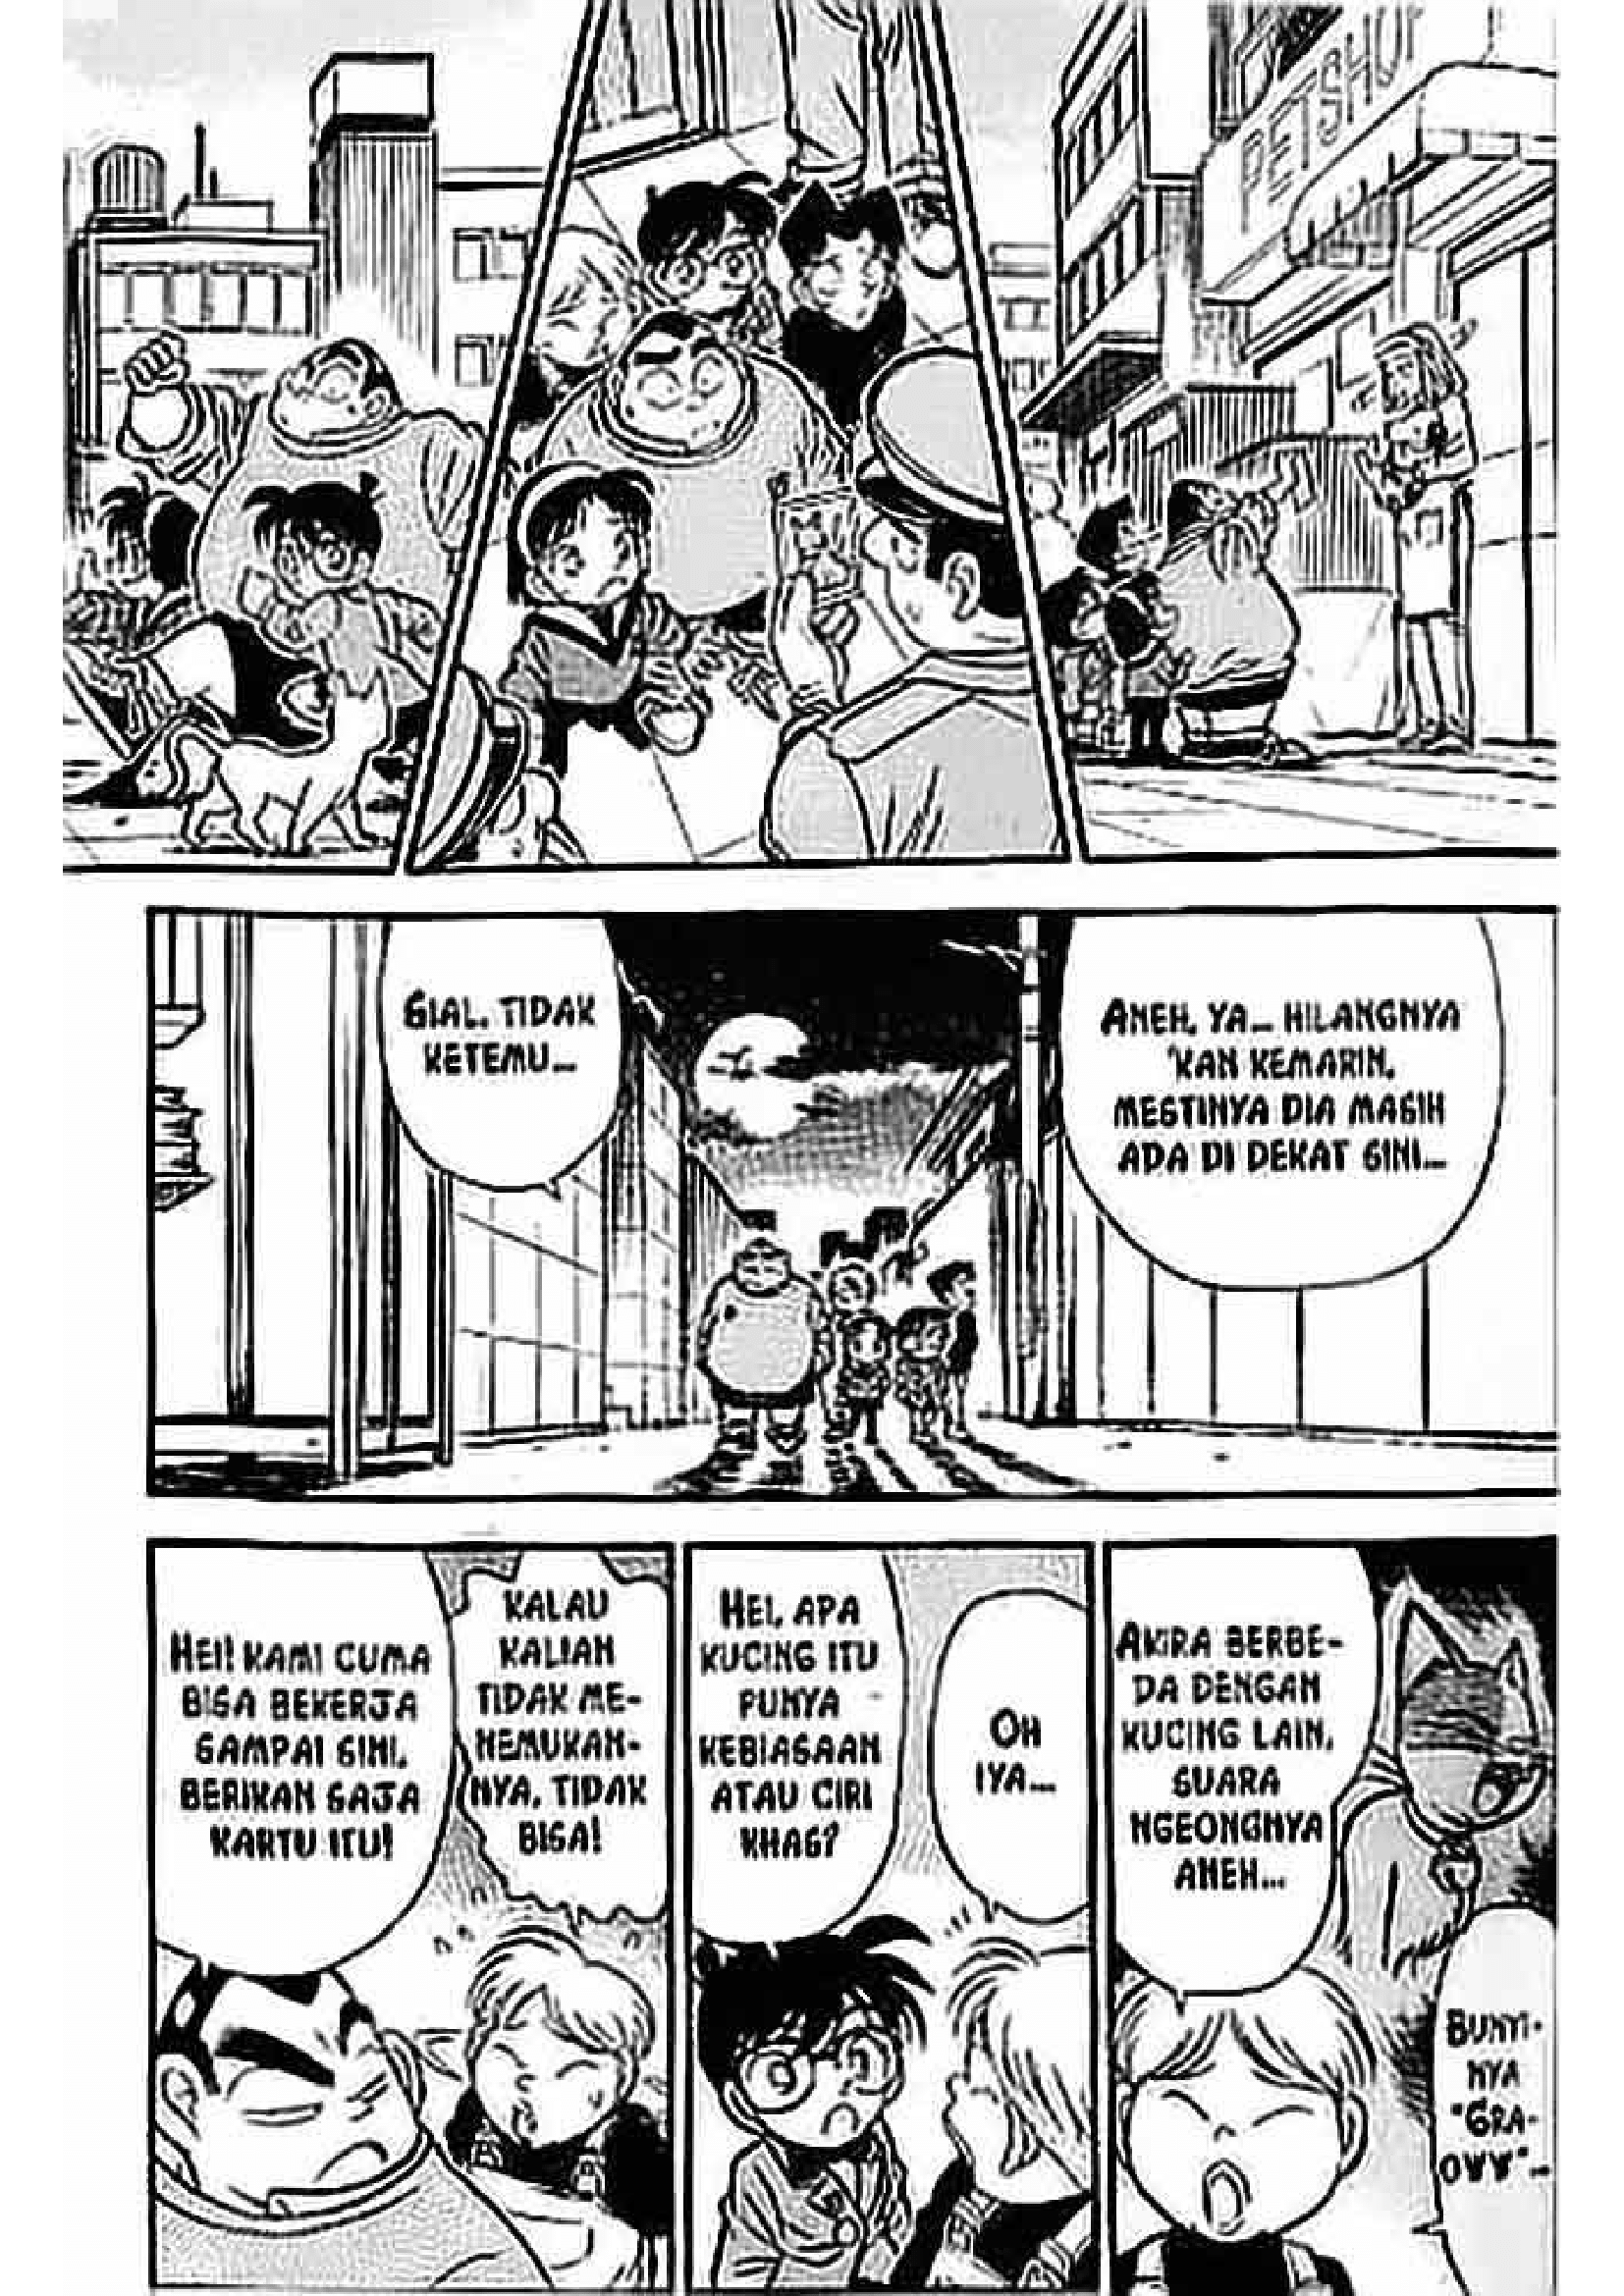 PETSHOP
SIAL, TIDAK
KETEMU...
ANEH, YA... HILANGNYA
'KAN KEMARIN,
MESTINYA DIA MASIH
ADA DI DEKAT SINI...
HEI! KAMI CUMA
BISA BEKERJA
SAMPAI SINI,
BERIKAN SAJA
KARTU ITU!
KALAU
KALIAN
TIDAK ME-
NEMUKAN-
NYA, TIDAK
BISA!
HEI, APA
KUCING ITU
PUNYA
KEBIASAAN
ATAU CIRI
KHAS?
OH
IYA...
AKIRA BERBE-
DA DENGAN
KUCING LAIN,
SUARA
NGEONGNYA
ANEH...
BUNYI-
NYA
"GRA-
OWW"...